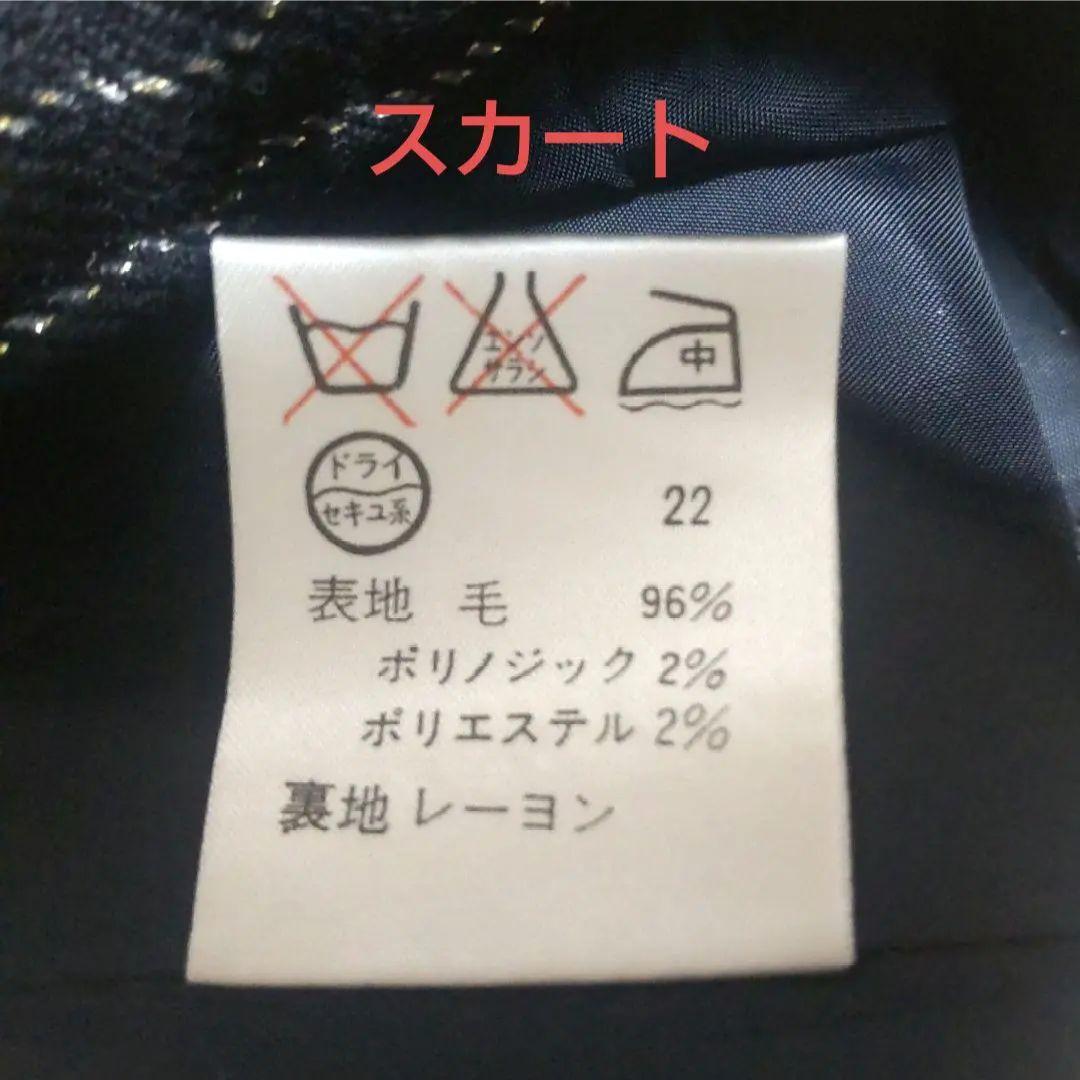 スカート
エンソ
サラシ
中
ドライ
セキユ系
22
表地 毛 96%
ポリノジック 2%
ポリエステル 2%
裏地 レーヨン